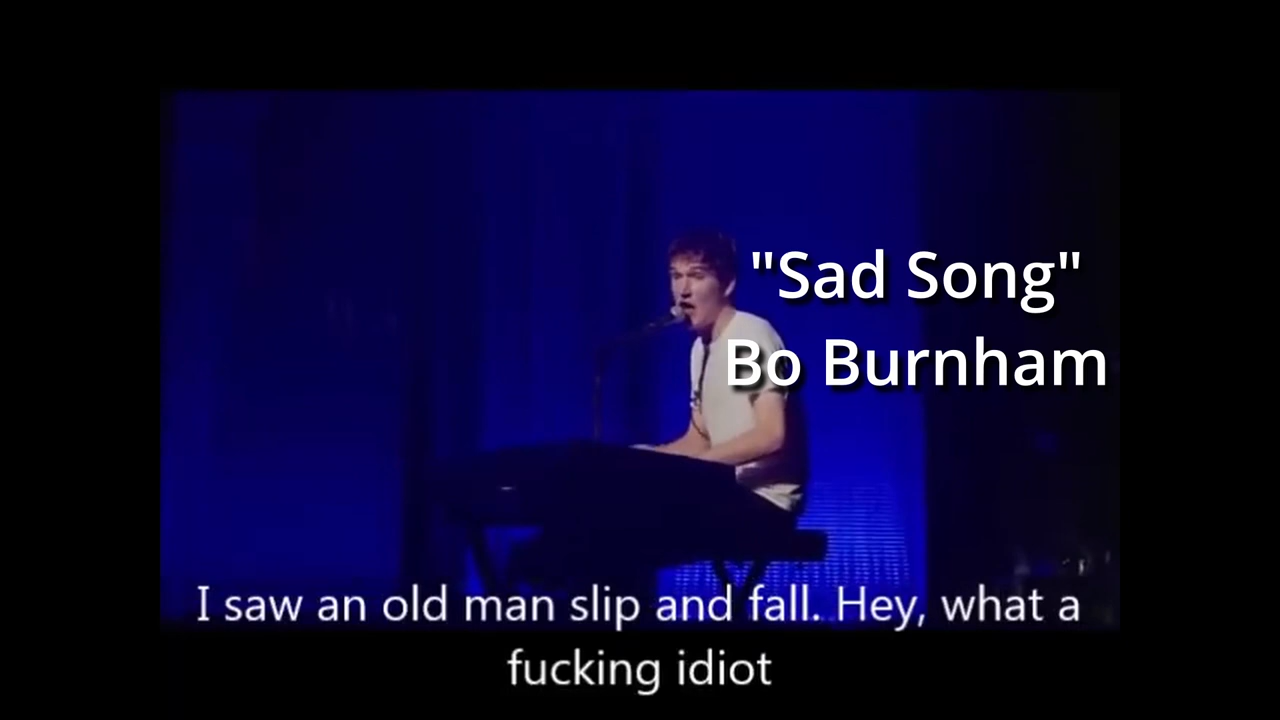 "Sad Song"
Bo Burnham
I saw an old man slip and fall. Hey, what a
fucking idiot